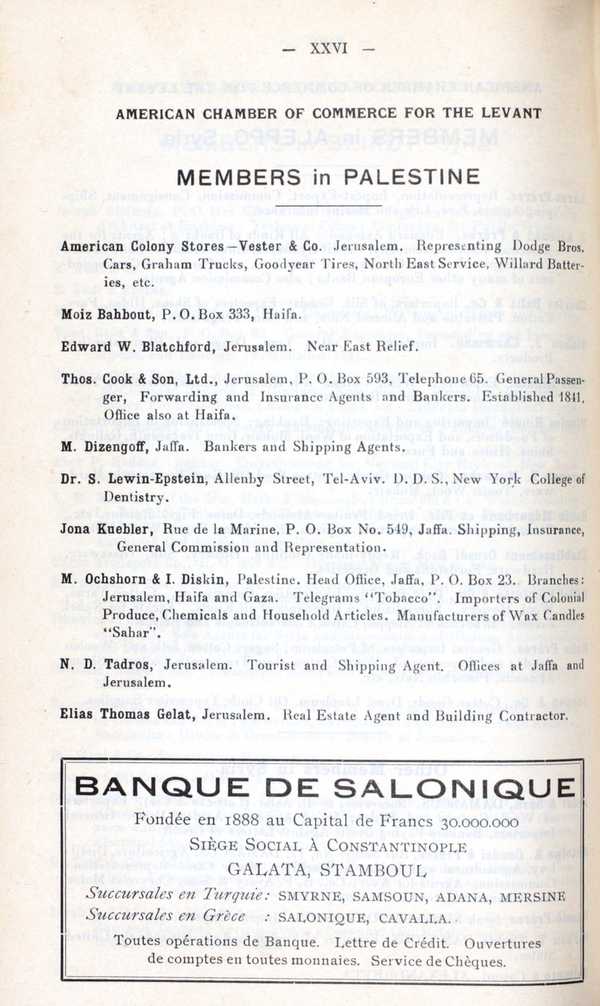 — XXVI —
AMERICAN CHAMBER OF COMMERCE FOR THE LEVANT
MEMBERS in PALESTINE
American Colony Stores—Vester & Co. Jerusalem. Representing Dodge Bros.
Cars, Graham Trucks, Goodyear Tires, North East Service, Willard Batter-
ies, etc.
Moiz Bahbout, P.O. Box 333, Haifa.
Edward W. Blatchford, Jerusalem. Near East Relief.
Thos. Cook & Son, Ltd., Jerusalem, P. O. Box 593, Telephone 65. General Passen-
ger, Forwarding and Insurance Agents and Bankers. Established 1841.
Office also at Haifa.
M. Dizengoff, Jaffa. Bankers and Shipping Agents.
Dr. S. Lewin-Epstein, Allenby Street, Tel-Aviv. D. D. S., New York College of
Dentistry.
Jona Kuebler, Rue de la Marine, P. O. Box No. 549, Jaffa. Shipping, Insurance,
General Commission and Representation.
M. Ochshorn & I. Diskin, Palestine. Head Office, Jaffa, P. O. Box 23. Branches:
Jerusalem, Haifa and Gaza. Telegrams "Tobacco". Importers of Colonial
Produce, Chemicals and Household Articles. Manufacturers of Wax Candles
"Sahar".
N. D. Tadros, Jerusalem. Tourist and Shipping Agent. Offices at Jaffa and
Jerusalem.
Elias Thomas Gelat, Jerusalem. Real Estate Agent and Building Contractor.
BANQUE DE SALONIQUE
Fondée en 1888 au Capital de Francs 30.000.000
SIÈGE SOCIAL À CONSTANTINOPLE
GALATA, STAMBOUL
Succursales en Turquie: SMYRNE, SAMSOUN, ADANA, MERSINE
Succursales en Grèce : SALONIQUE, CAVALLA.
Toutes opérations de Banque. Lettre de Crédit. Ouvertures
de comptes en toutes monnaies. Service de Chèques.